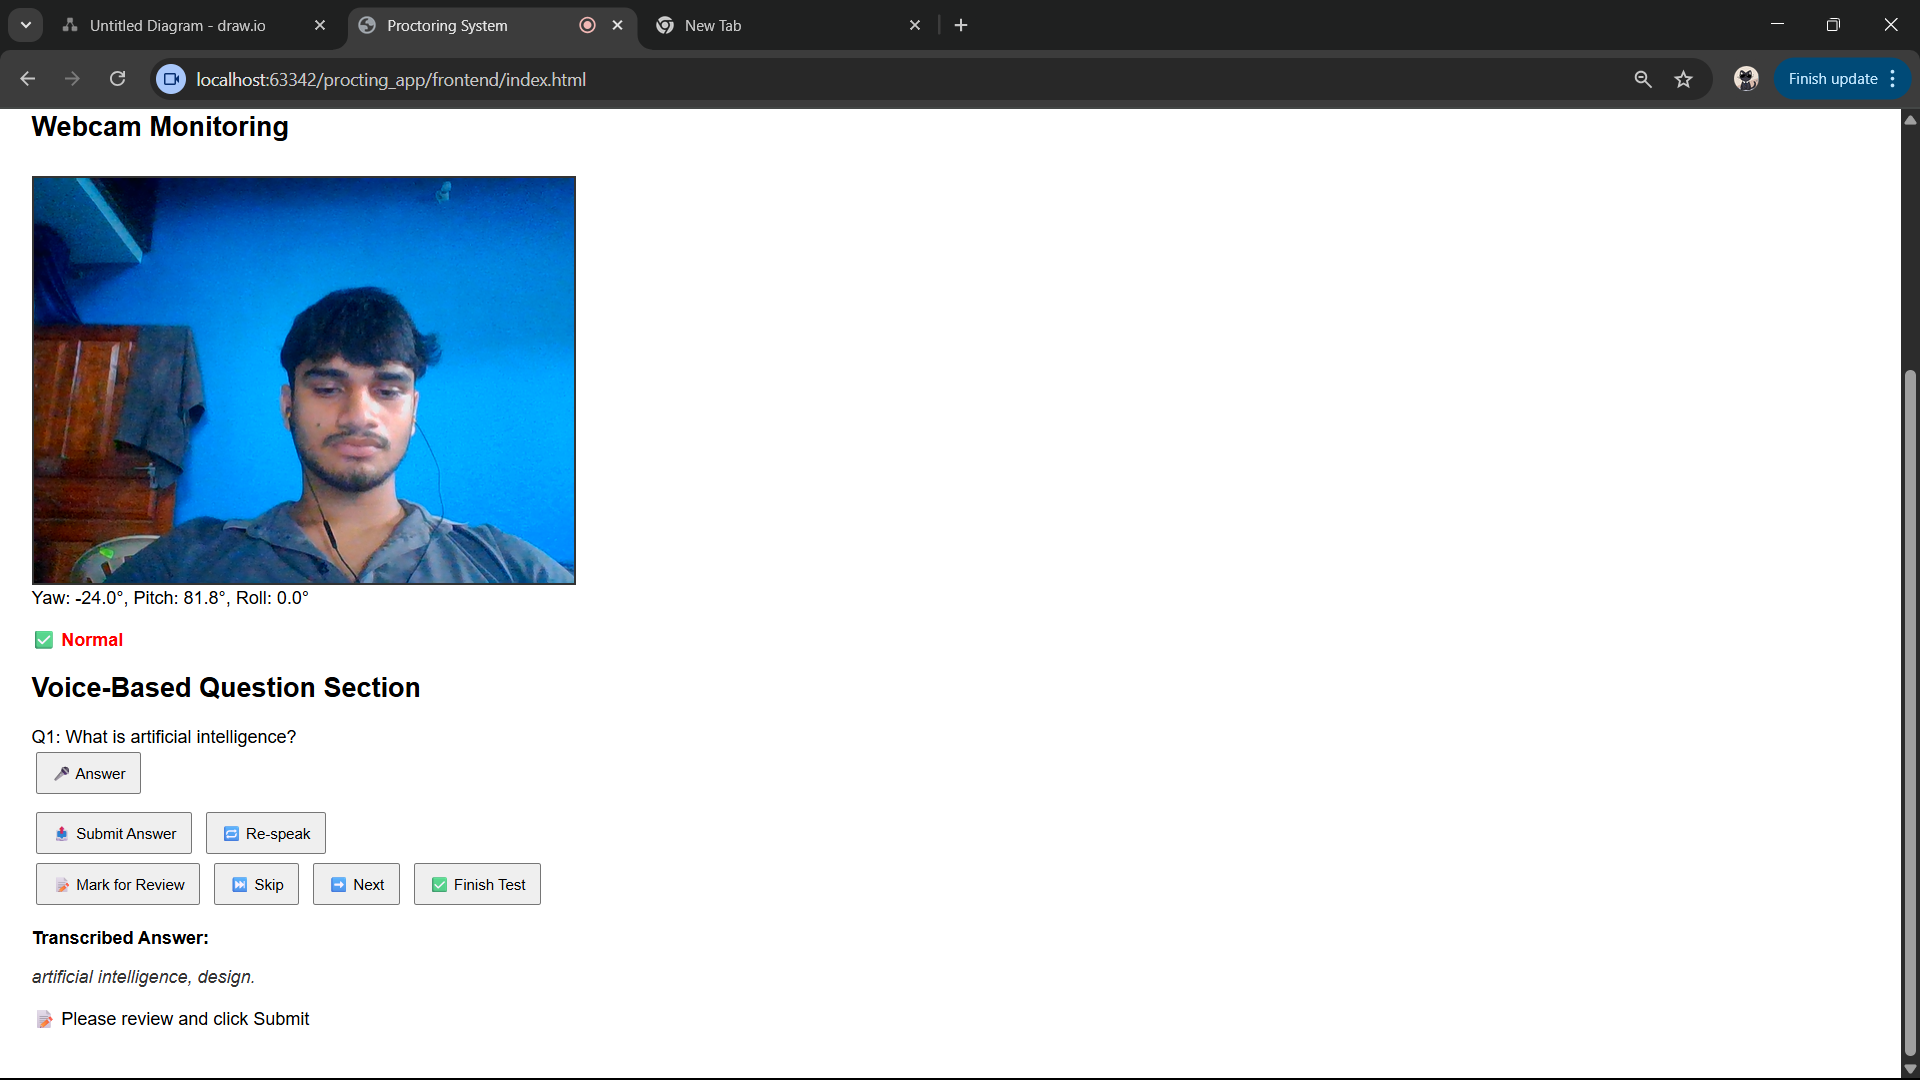 Untitled Diagram - draw.io
Proctoring System
New Tab
localhost:63342/procting_app/frontend/index.html
Finish update
Webcam Monitoring
Yaw: -24.0°, Pitch: 81.8°, Roll: 0.0°
✅ Normal
Voice-Based Question Section
Q1: What is artificial intelligence?
🎤 Answer
📤 Submit Answer 🔁 Re-speak
📝 Mark for Review ⏭ Skip ➡ Next ✅ Finish Test
Transcribed Answer:
artificial intelligence, design.
📝 Please review and click Submit